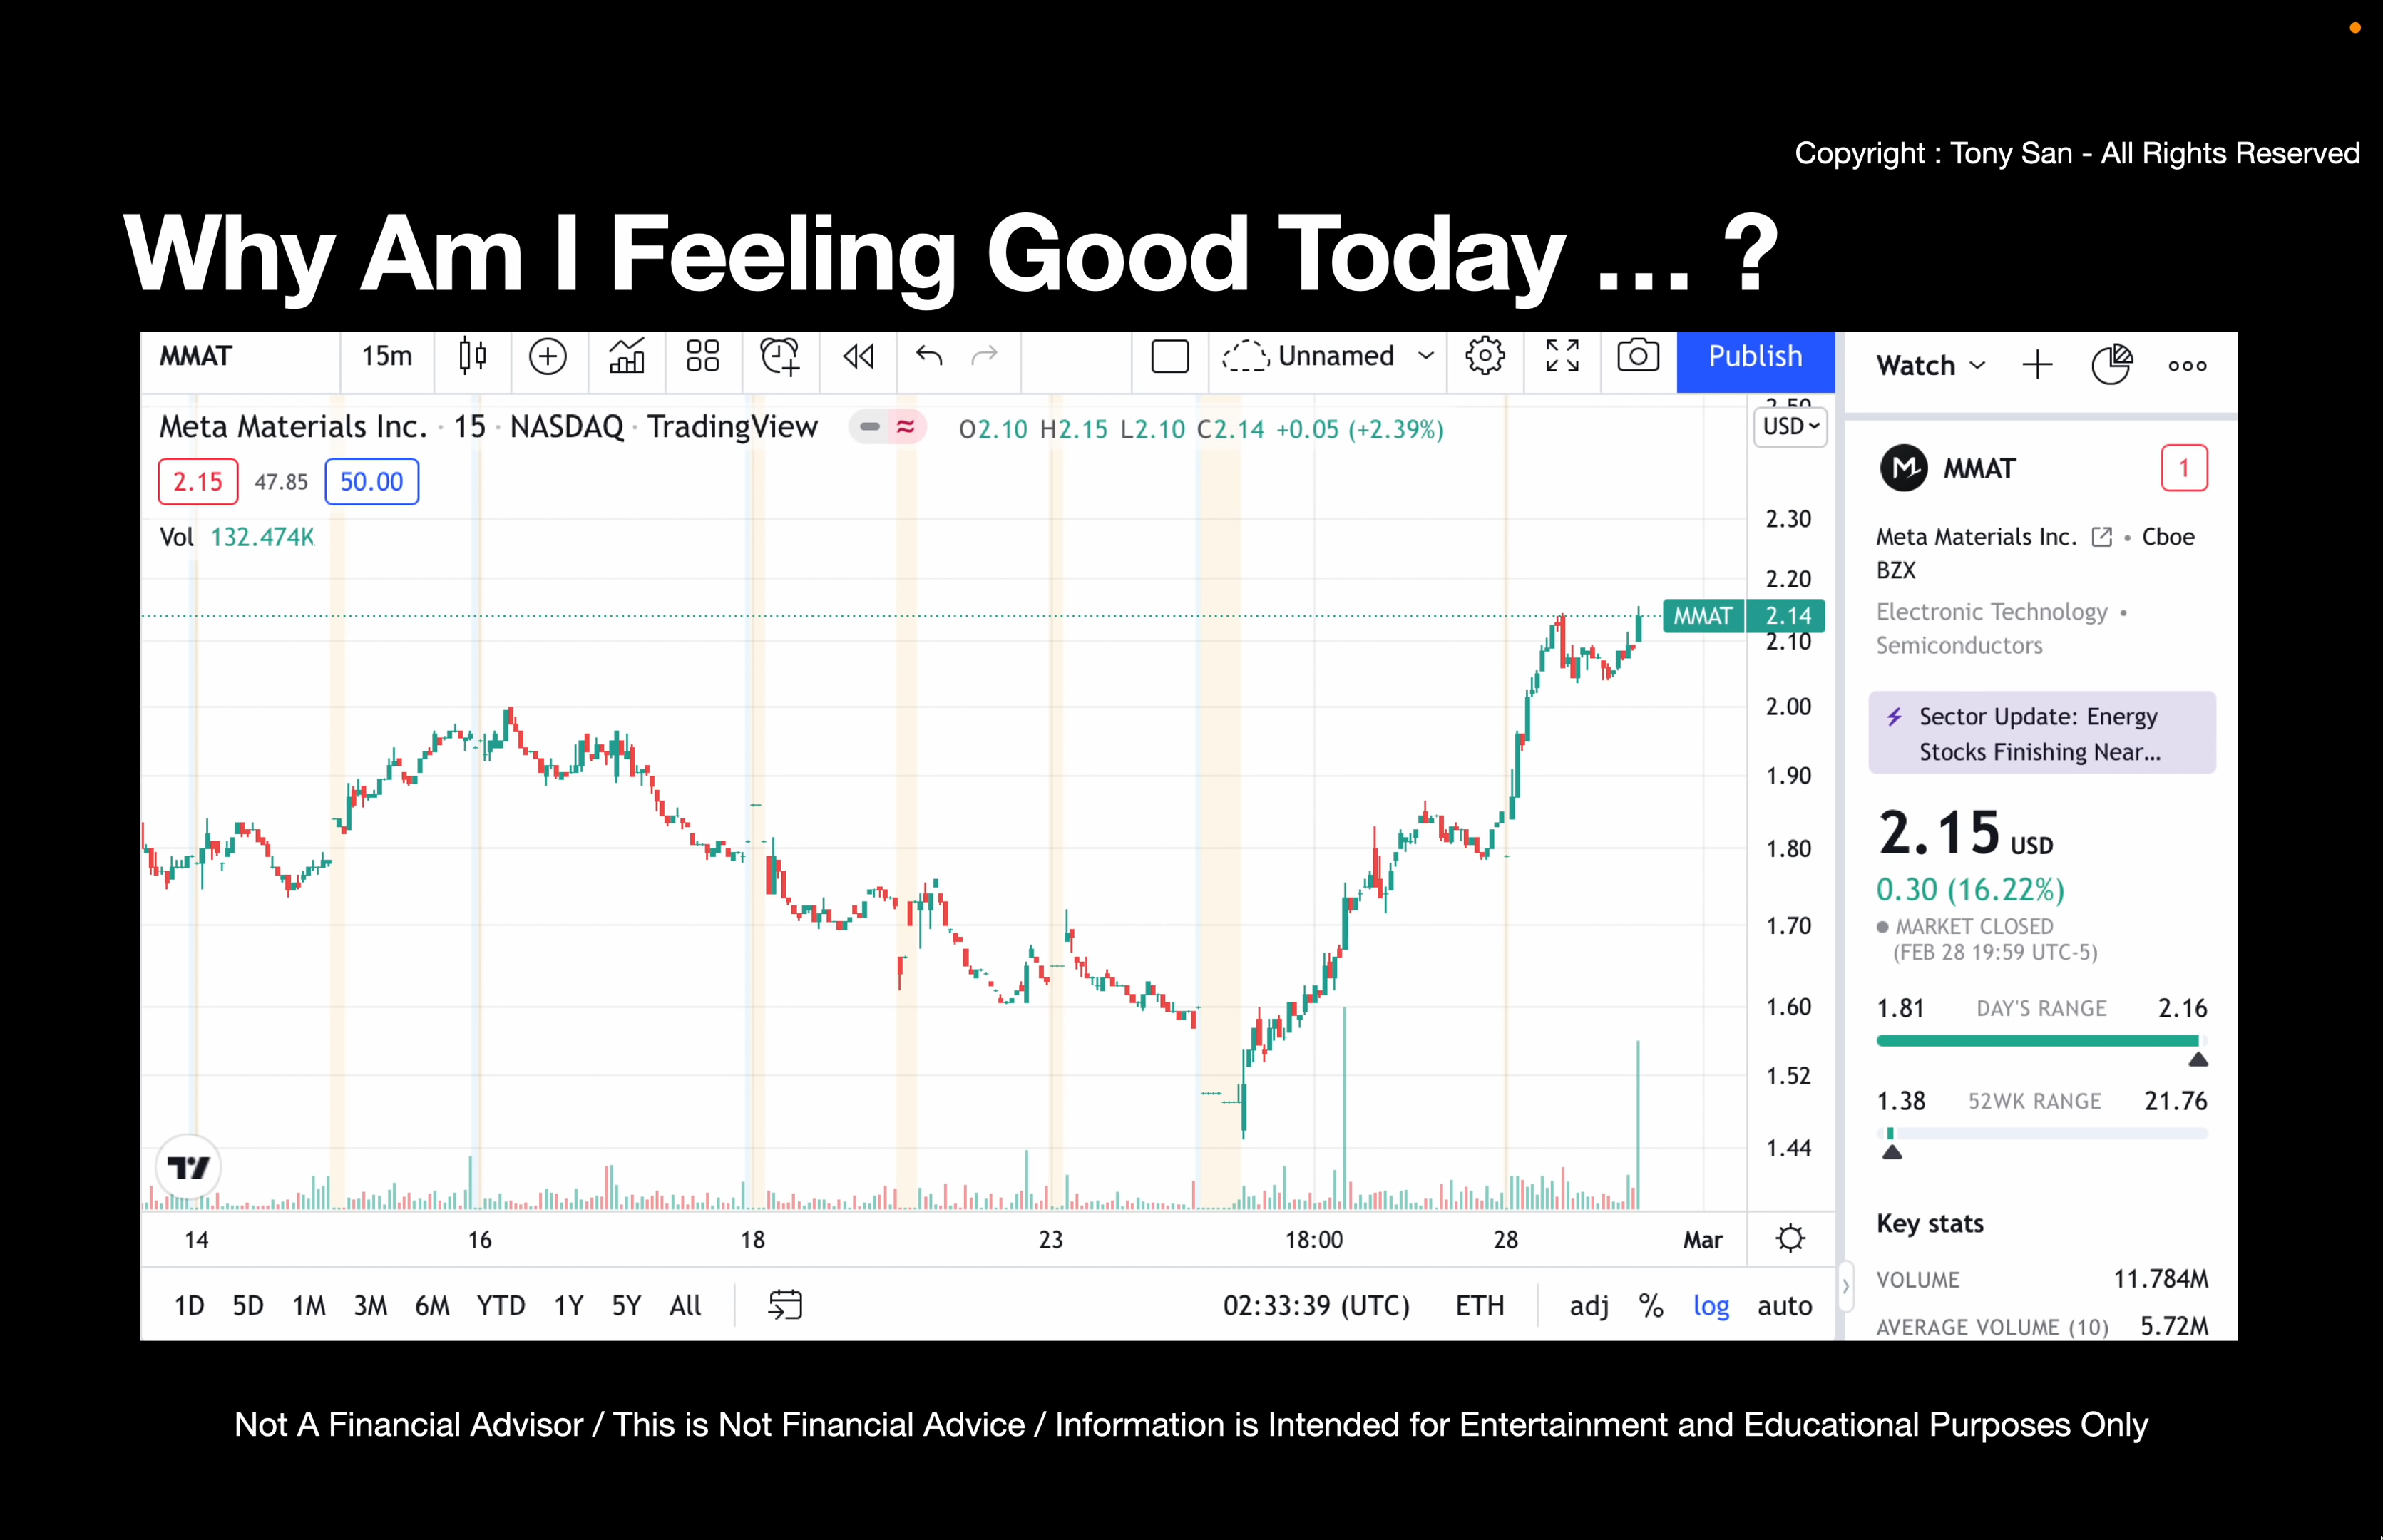 Copyright : Tony San - All Rights Reserved
Why Am I Feeling Good Today ... ?
MMAT 15m Unnamed Publish
Watch
Meta Materials Inc. · 15 · NASDAQ · TradingView O2.10 H2.15 L2.10 C2.14 +0.05 (+2.39%)
2.15 47.85 50.00
Vol 132.474K
2.50
USD
2.30
2.20
MMAT 2.14
2.10
2.00
1.90
1.80
1.70
1.60
1.52
1.44
14 16 18 23 18:00 28 Mar
1D 5D 1M 3M 6M YTD 1Y 5Y All 02:33:39 (UTC) ETH adj % log auto
MMAT 1
Meta Materials Inc. • Cboe
BZX
Electronic Technology •
Semiconductors
Sector Update: Energy
Stocks Finishing Near...
2.15 USD
0.30 (16.22%)
MARKET CLOSED
(FEB 28 19:59 UTC-5)
1.81 DAY'S RANGE 2.16
1.38 52WK RANGE 21.76
Key stats
VOLUME 11.784M
AVERAGE VOLUME (10) 5.72M
Not A Financial Advisor / This is Not Financial Advice / Information is Intended for Entertainment and Educational Purposes Only